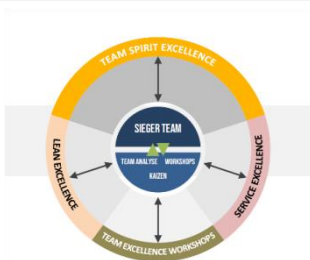 TEAM SPIRIT EXCELLENCE
SIEGER TEAM
TEAM ANALYSE WORKSHOPS
KAIZEN
LEAN EXCELLENCE
SERVICE EXCELLENCE
TEAM EXCELLENCE WORKSHOPS